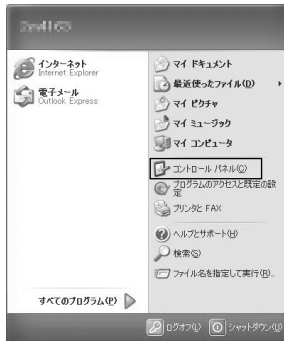 インターネット
Internet Explorer
電子メール
Outlook Express
すべてのプログラム(P)
マイ ドキュメント
最近使ったファイル(D)
マイ ピクチャ
マイ ミュージック
マイ コンピュータ
コントロール パネル(C)
プログラムのアクセスと既定の設
定
プリンタと FAX
ヘルプとサポート(H)
検索(S)
ファイル名を指定して実行(R)...
ログオフ(L)
シャットダウン(U)